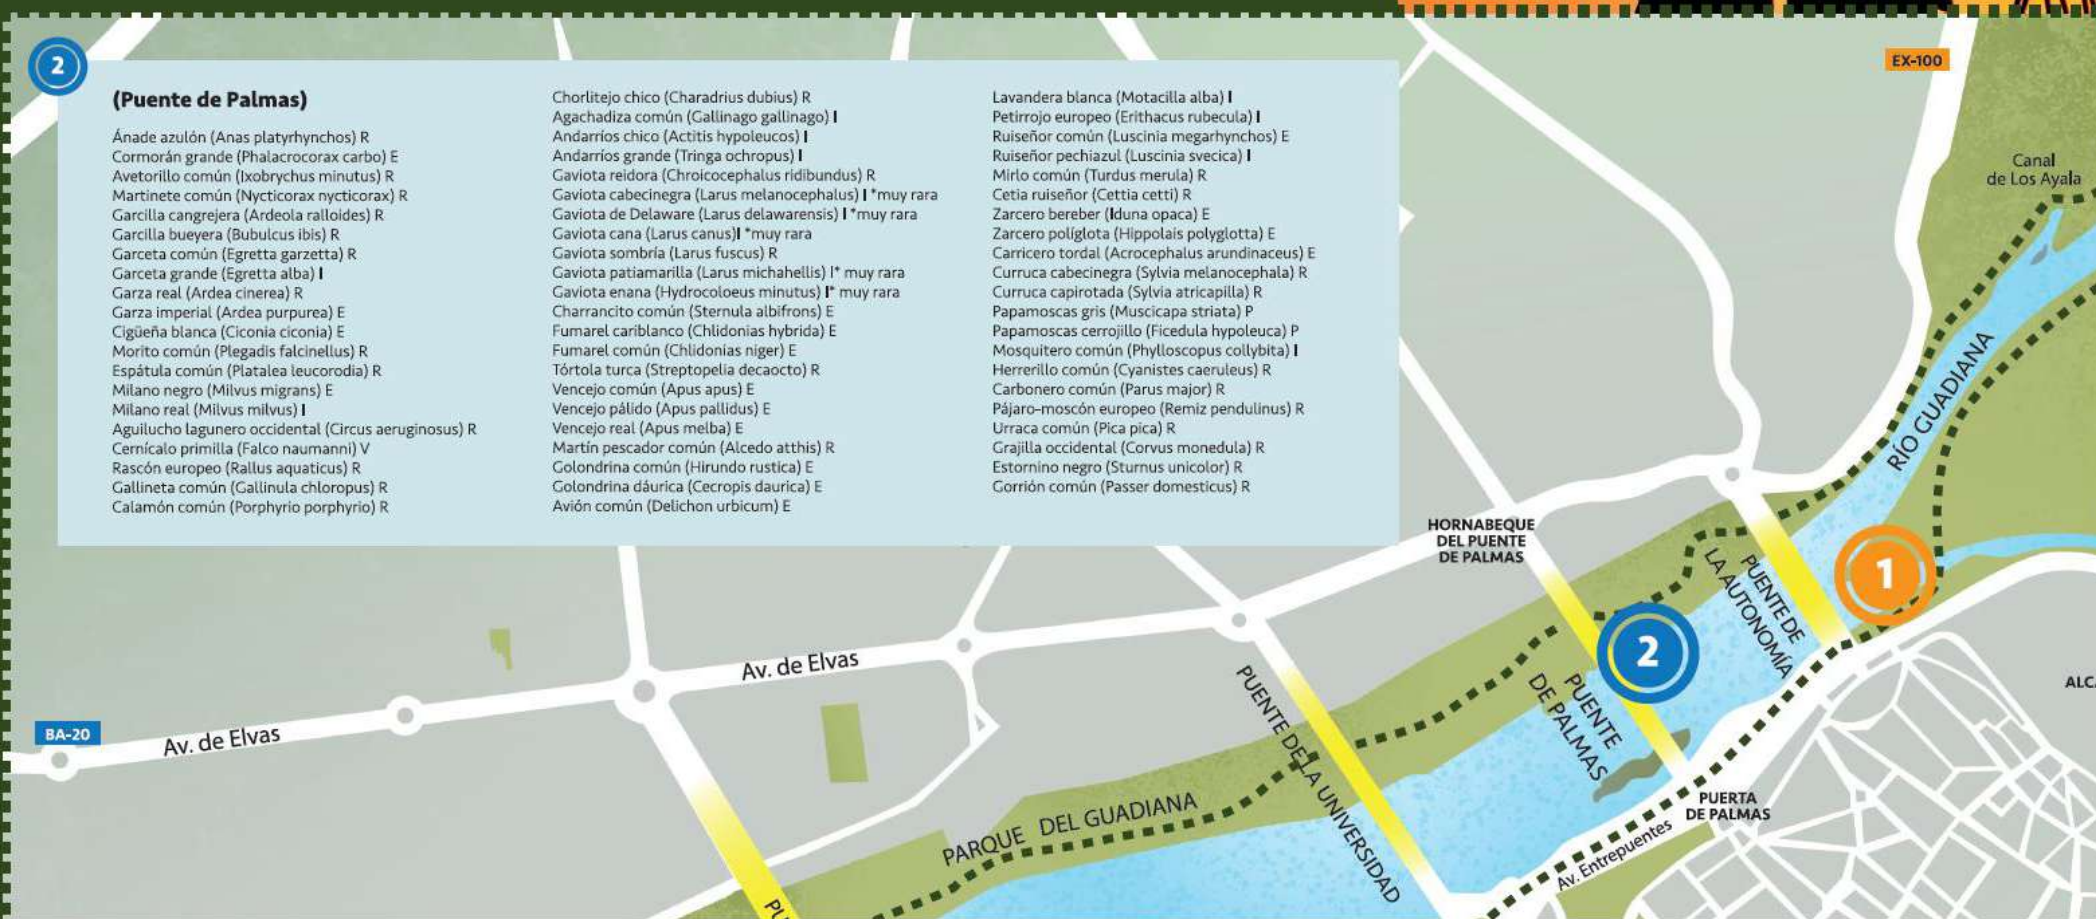 2
(Puente de Palmas)
Ánade azulón (Anas platyrhynchos) R
Cormorán grande (Phalacrocorax carbo) E
Avetorillo común (Ixobrychus minutus) R
Martinete común (Nycticorax nycticorax) R
Garcilla cangrejera (Ardeola ralloides) R
Garcilla bueyera (Bubulcus ibis) R
Garceta común (Egretta garzetta) R
Garceta grande (Egretta alba) I
Garza real (Ardea cinerea) R
Garza imperial (Ardea purpurea) E
Cigüeña blanca (Ciconia ciconia) E
Morito común (Plegadis falcinellus) R
Espátula común (Platalea leucorodia) R
Milano negro (Milvus migrans) E
Milano real (Milvus milvus) I
Aguilucho lagunero occidental (Circus aeruginosus) R
Cernícalo primilla (Falco naumanni) V
Rascón europeo (Rallus aquaticus) R
Gallineta común (Gallinula chloropus) R
Calamón común (Porphyrio porphyrio) R
Chorlitejo chico (Charadrius dubius) R
Agachadiza común (Gallinago gallinago) I
Andarríos chico (Actitis hypoleucos) I
Andarríos grande (Tringa ochropus) I
Gaviota reidora (Chroicocephalus ridibundus) R
Gaviota cabecinegra (Larus melanocephalus) I *muy rara
Gaviota de Delaware (Larus delawarensis) I *muy rara
Gaviota cana (Larus canus)I *muy rara
Gaviota sombría (Larus fuscus) R
Gaviota patiamarilla (Larus michahellis) I* muy rara
Gaviota enana (Hydrocoloeus minutus) I* muy rara
Charrancito común (Sternula albifrons) E
Fumarel cariblanco (Chlidonias hybrida) E
Fumarel común (Chlidonias niger) E
Tórtola turca (Streptopelia decaocto) R
Vencejo común (Apus apus) E
Vencejo pálido (Apus pallidus) E
Vencejo real (Apus melba) E
Martín pescador común (Alcedo atthis) R
Golondrina común (Hirundo rustica) E
Golondrina dáurica (Cecropis daurica) E
Avión común (Delichon urbicum) E
Lavandera blanca (Motacilla alba) I
Petirrojo europeo (Erithacus rubecula) I
Ruiseñor común (Luscinia megarhynchos) E
Ruiseñor pechiazul (Luscinia svecica) I
Mirlo común (Turdus merula) R
Cetia ruiseñor (Cettia cetti) R
Zarcero bereber (Iduna opaca) E
Zarcero políglota (Hippolais polyglotta) E
Carricero tordal (Acrocephalus arundinaceus) E
Curruca cabecinegra (Sylvia melanocephala) R
Curruca capirotada (Sylvia atricapilla) R
Papamoscas gris (Muscicapa striata) P
Papamoscas cerrojillo (Ficedula hypoleuca) P
Mosquitero común (Phylloscopus collybita) I
Herrerillo común (Cyanistes caeruleus) R
Carbonero común (Parus major) R
Pájaro-moscón europeo (Remiz pendulinus) R
Urraca común (Pica pica) R
Grajilla occidental (Corvus monedula) R
Estornino negro (Sturnus unicolor) R
Gorrión común (Passer domesticus) R
EX-100
Canal
de Los Ayala
RÍO GUADIANA
HORNABEQUE
DEL PUENTE
DE PALMAS
PUENTE DE
LA AUTONOMÍA
1
2
PUENTE
DE PALMAS
ALC
Av. de Elvas
BA-20
Av. de Elvas
PUENTE DE LA UNIVERSIDAD
PARQUE DEL GUADIANA
PUERTA
DE PALMAS
Av. Entrepuentes
PU